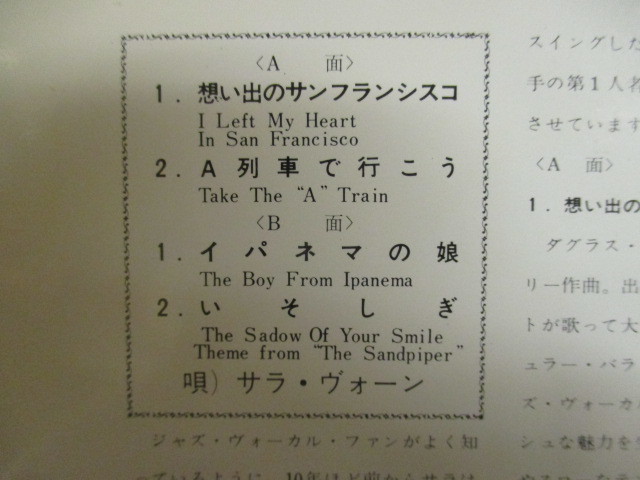 〈A 面〉
1. 想い出のサンフランシスコ
I Left My Heart
In San Francisco
2. A列車で行こう
Take The "A" Train
〈B 面〉
1. イパネマの娘
The Boy From Ipanema
2. いそしぎ
The Sadow Of Your Smile
Theme from "The Sandpiper"
唄) サラ・ヴォーン
ジャズ・ヴォーカル・ファンがよく知
スイングした
手の第1人者
させています
〈A 面〉
1. 想い出の
ダグラス・
リー作曲。出
トが歌って大
ュラー・バラ
ズ・ヴォーカ
シュな魅力を